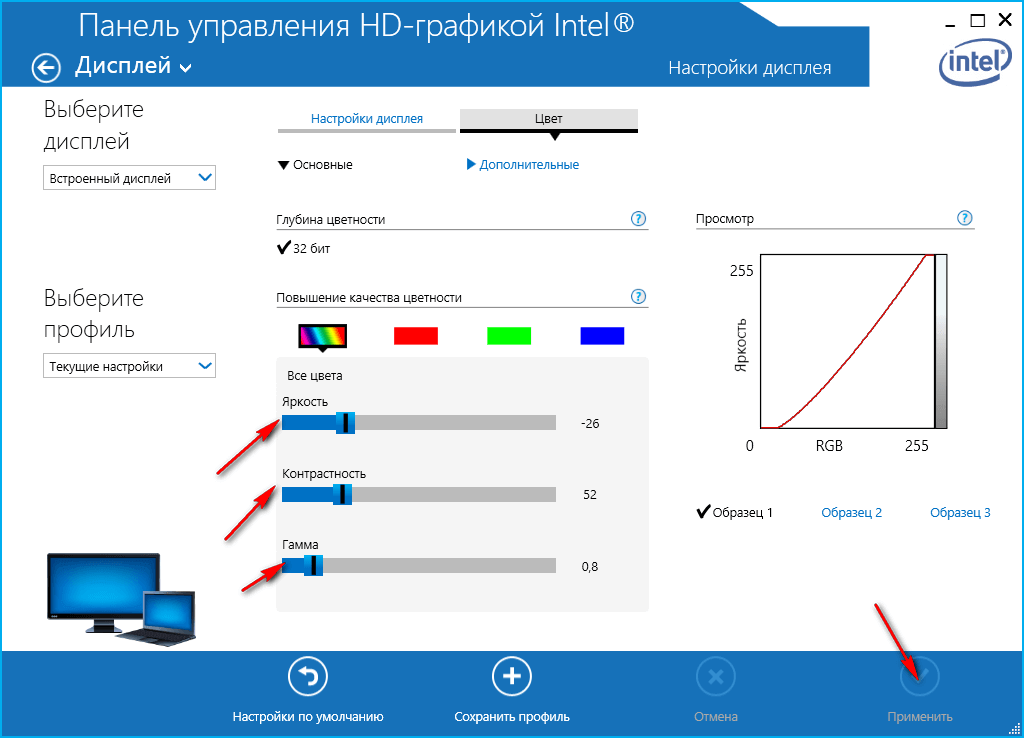 Панель управления HD-графикой Intel®
Дисплей
Настройки дисплея
intel®
Выберите
дисплей
Встроенный дисплей
Выберите
профиль
Текущие настройки
Настройки дисплея
Цвет
Основные
Дополнительные
Глубина цветности
?
32 бит
Повышение качества цветности
?
Все цвета
Яркость
-26
Контрастность
52
Гамма
0,8
Просмотр
?
255
Яркость
0
RGB
255
Образец 1
Образец 2
Образец 3
Настройки по умолчанию
Сохранить профиль
Отмена
Применить